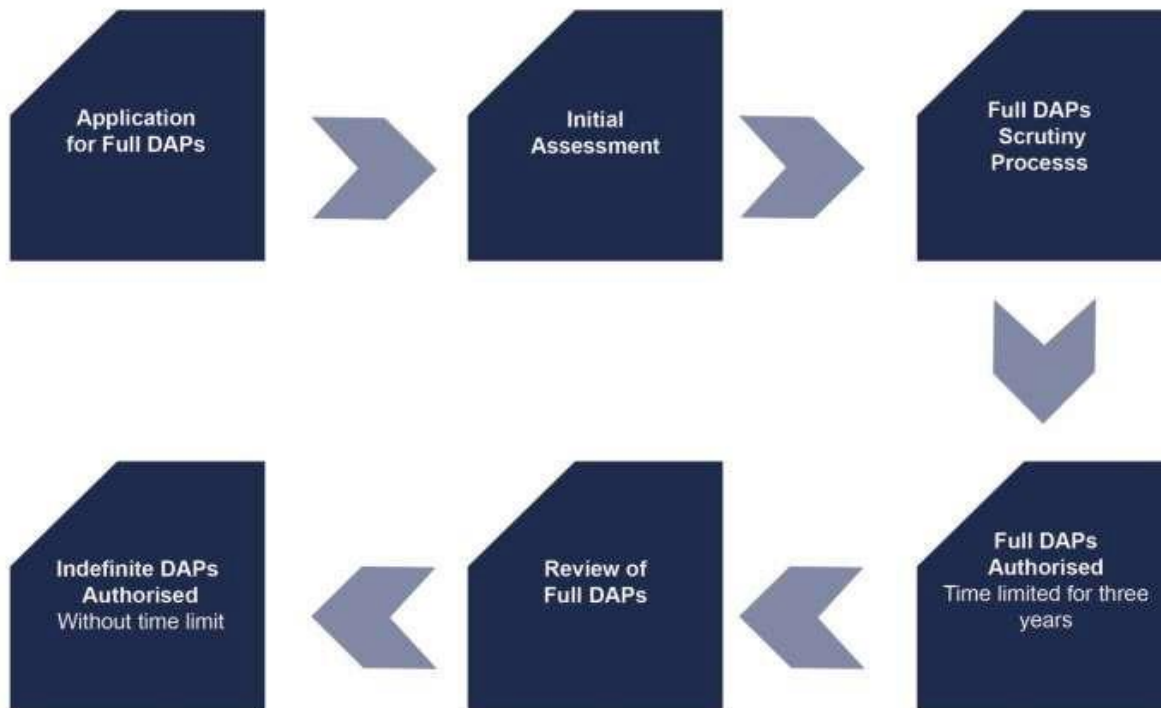 Application
for Full DAPs
Initial
Assessment
Full DAPs
Scrutiny
Processs
Full DAPs
Authorised
Time limited for three
years
Review of
Full DAPs
Indefinite DAPs
Authorised
Without time limit